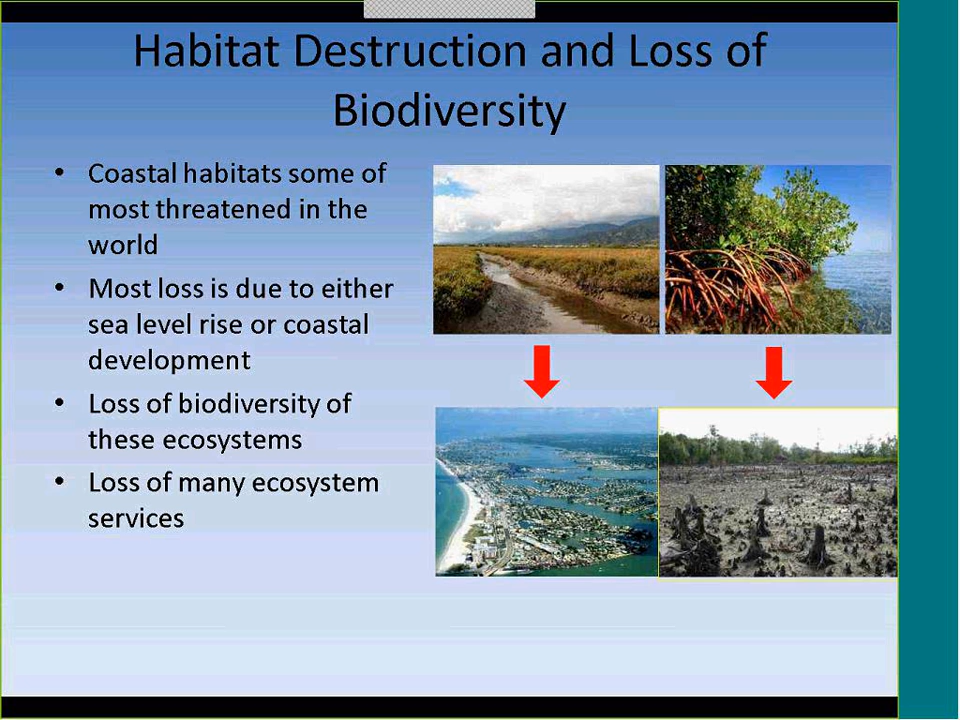 Habitat Destruction and Loss of
Biodiversity
• Coastal habitats some of
most threatened in the
world
• Most loss is due to either
sea level rise or coastal
development
• Loss of biodiversity of
these ecosystems
• Loss of many ecosystem
services